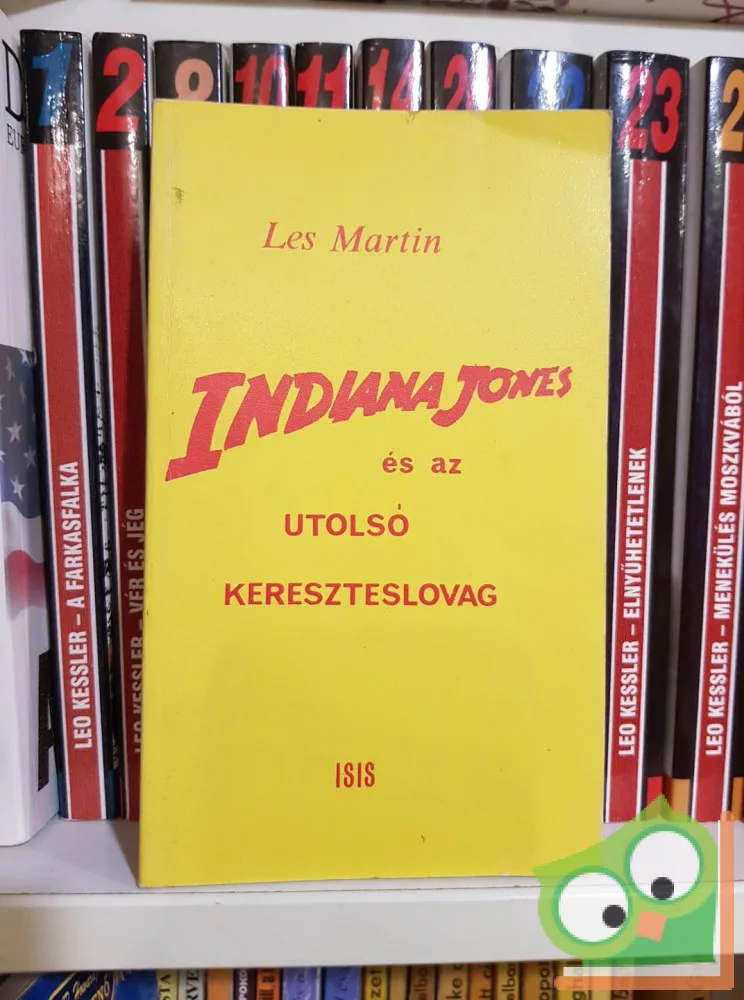 1
2
8
10
11
14
23
Les Martin
INDIANA JONES
és az
UTOLSÓ
KERESZTESLOVAG
ISIS
LEO KESSLER - A FARKASFALKA
LEO KESSLER - VÉR ÉS JÉG
LEO KESSLER - ELNYŰHETETLENEK
LEO KESSLER - MENEKÜLÉS MOSZKVÁBÓL